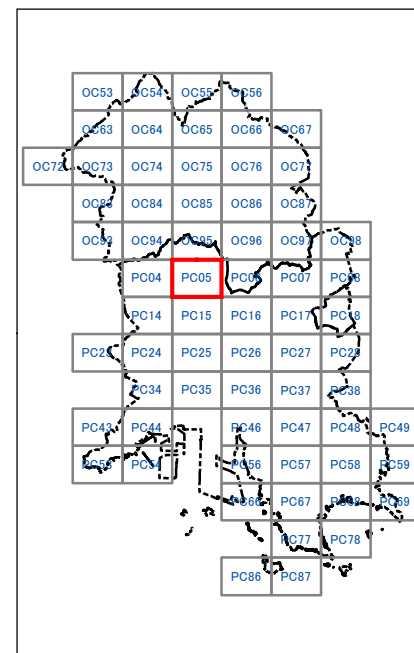 OC53 OC54 OC55 OC56
OC63 OC64 OC65 OC66 OC67
OC72 OC73 OC74 OC75 OC76 OC77
OC83 OC84 OC85 OC86 OC87
OC93 OC94 OC95 OC96 OC97 OC98
PC04 PC05 PC06 PC07 PC08
PC14 PC15 PC16 PC17 PC18
PC23 PC24 PC25 PC26 PC27 PC28
PC34 PC35 PC36 PC37 PC38
PC43 PC44 PC46 PC47 PC48 PC49
PC53 PC54 PC56 PC57 PC58 PC59
PC66 PC67 PC68 PC69
PC77 PC78
PC86 PC87